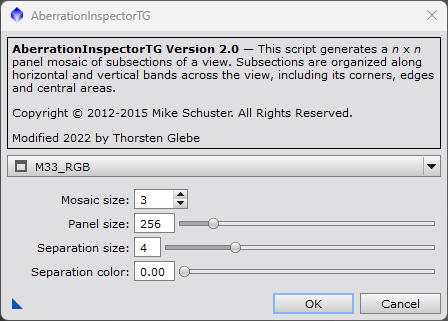 AberrationInspectorTG
AberrationInspectorTG Version 2.0 — This script generates a n x n
panel mosaic of subsections of a view. Subsections are organized along
horizontal and vertical bands across the view, including its corners, edges
and central areas.
Copyright © 2012-2015 Mike Schuster. All Rights Reserved.
Modified 2022 by Thorsten Glebe
M33_RGB
Mosaic size: 3
Panel size: 256
Separation size: 4
Separation color: 0.00
OK Cancel